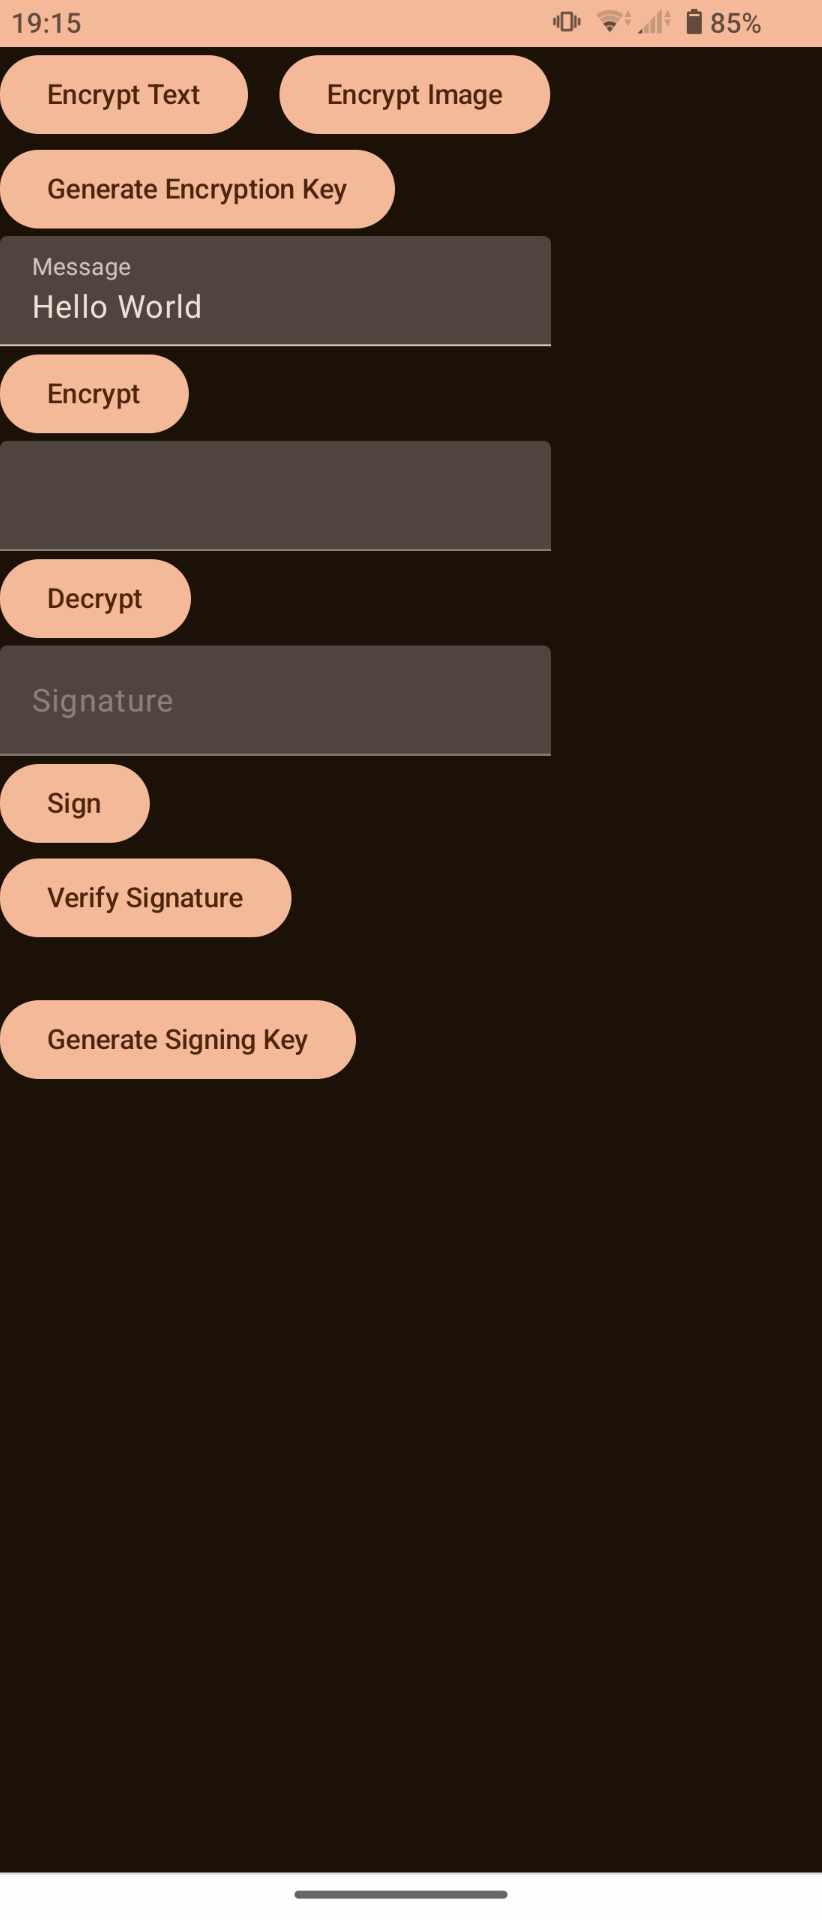 19:15 85%
Encrypt Text Encrypt Image
Generate Encryption Key
Message
Hello World
Encrypt
Decrypt
Signature
Sign
Verify Signature
Generate Signing Key